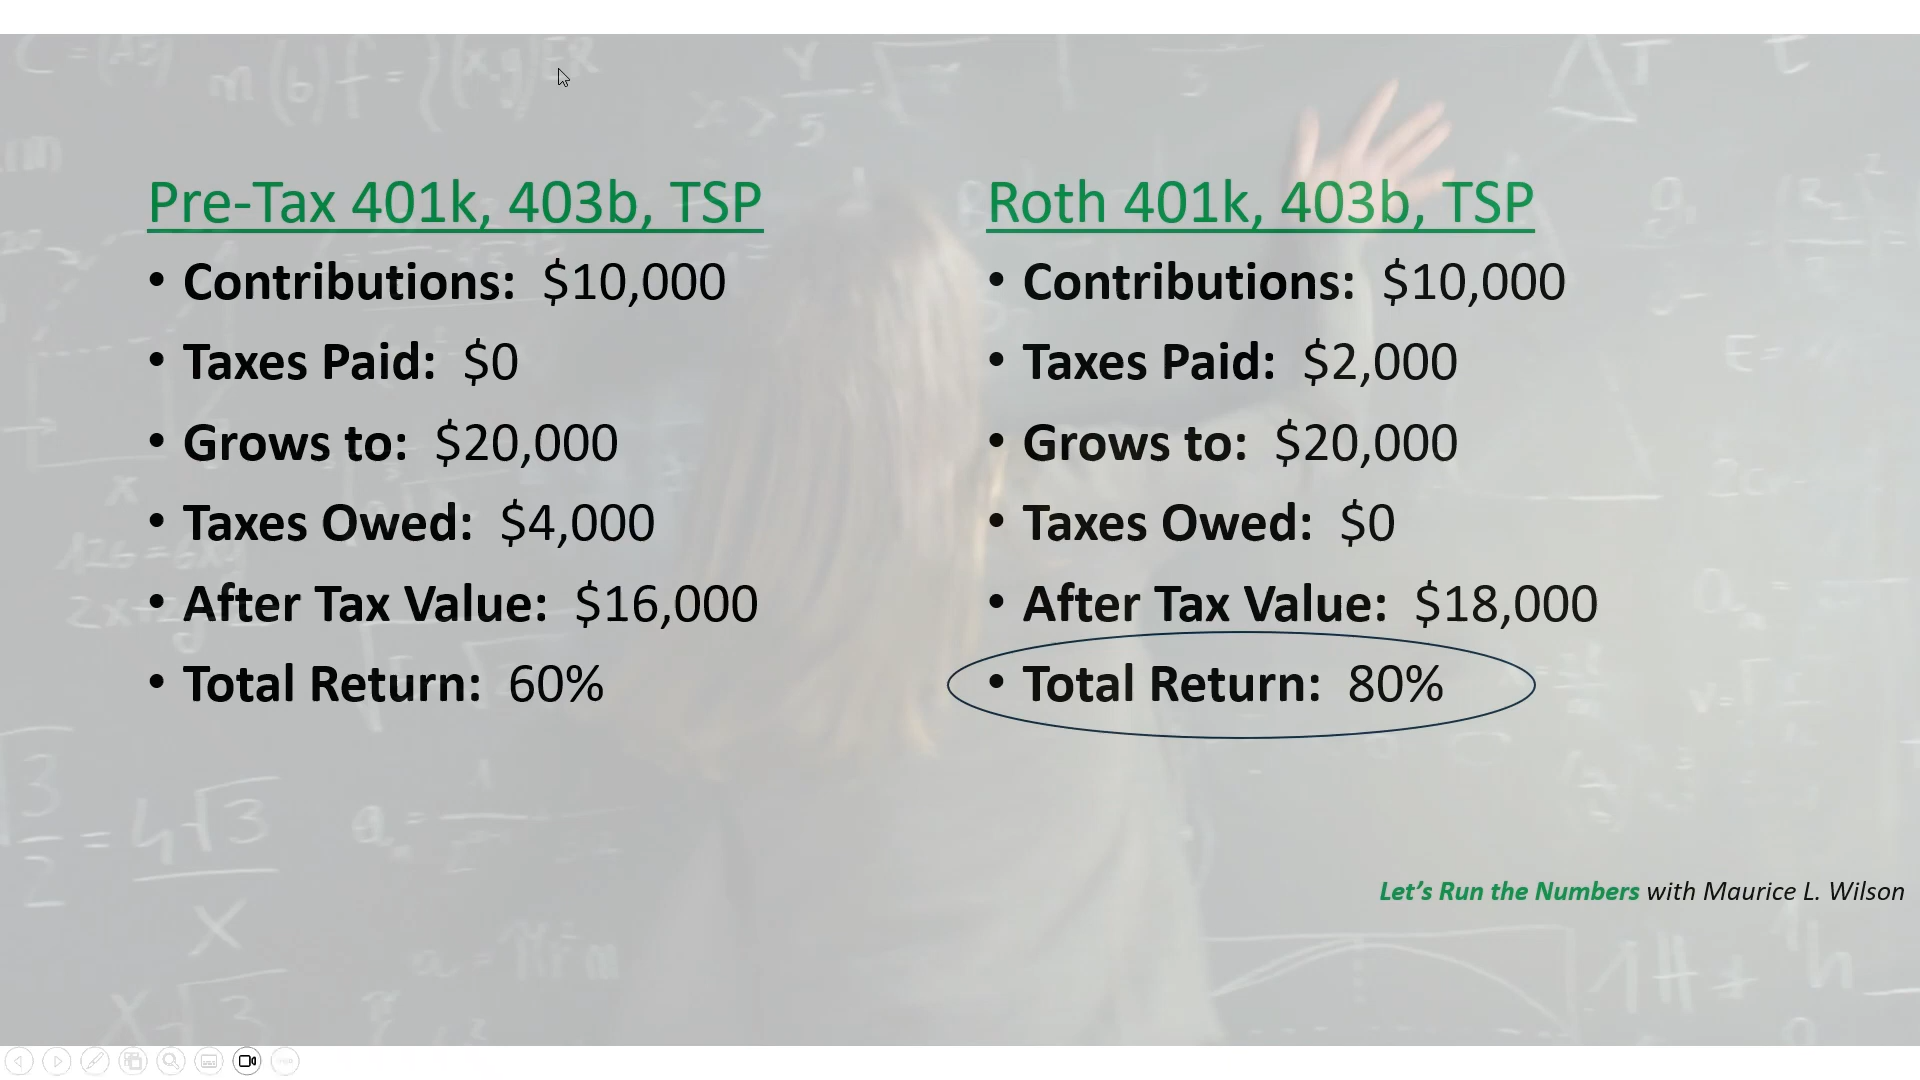 Pre-Tax 401k, 403b, TSP
• Contributions: $10,000
• Taxes Paid: $0
• Grows to: $20,000
• Taxes Owed: $4,000
• After Tax Value: $16,000
• Total Return: 60%
Roth 401k, 403b, TSP
• Contributions: $10,000
• Taxes Paid: $2,000
• Grows to: $20,000
• Taxes Owed: $0
• After Tax Value: $18,000
• Total Return: 80%
Let's Run the Numbers with Maurice L. Wilson